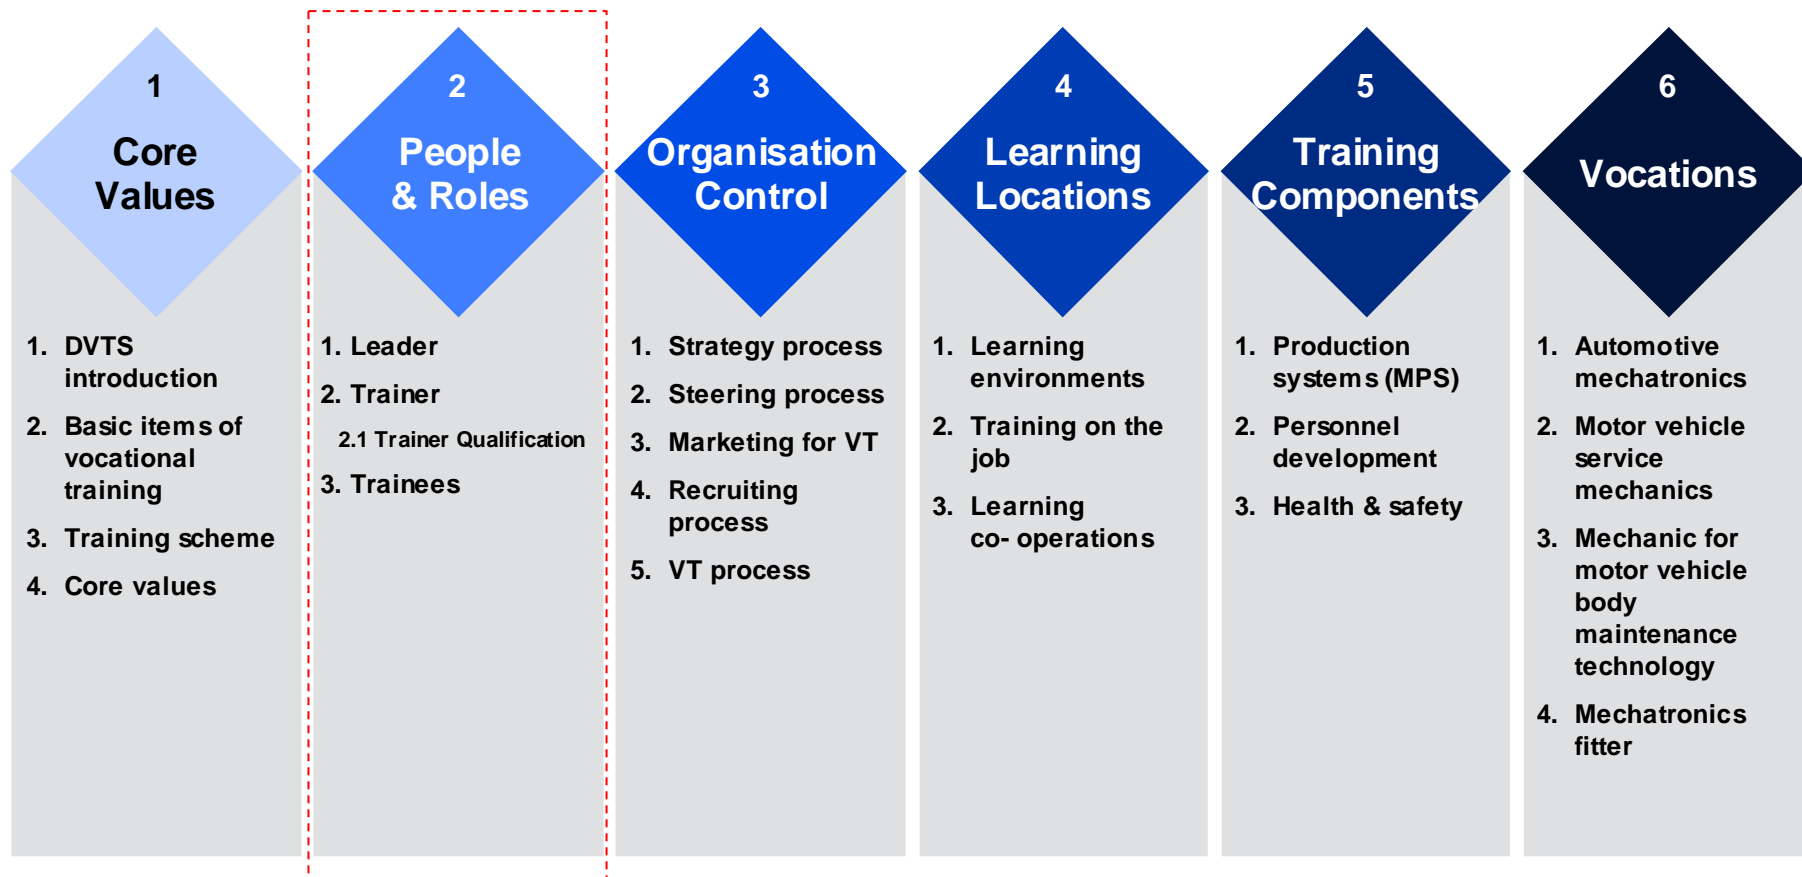 1
Core
Values
1. DVTS
introduction
2. Basic items of
vocational
training
3. Training scheme
4. Core values
2
People
& Roles
1. Leader
2. Trainer
2.1 Trainer Qualification
3. Trainees
3
Organisation
Control
1. Strategy process
2. Steering process
3. Marketing for VT
4. Recruiting
process
5. VT process
4
Learning
Locations
1. Learning
environments
2. Training on the
job
3. Learning
co- operations
5
Training
Components
1. Production
systems (MPS)
2. Personnel
development
3. Health & safety
6
Vocations
1. Automotive
mechatronics
2. Motor vehicle
service
mechanics
3. Mechanic for
motor vehicle
body
maintenance
technology
4. Mechatronics
fitter